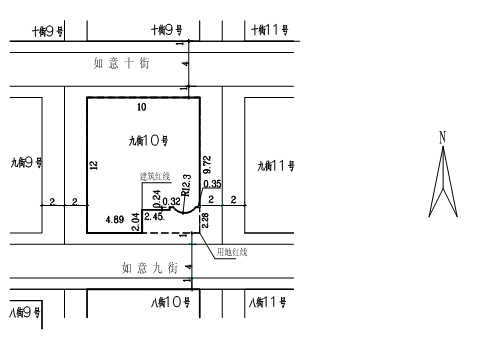 十街9号
十街9号
十街11号
1
如意十街
4
1
10
九街10号
九街9号
12
建筑红线
R12.3
9.72
九街11号
0.35
2
2
0.24
0.32
2
2
4.89
2.04
2.45
2.28
1
用地红线
如意九街
4
1
八街9号
八街10号
八街11号
N